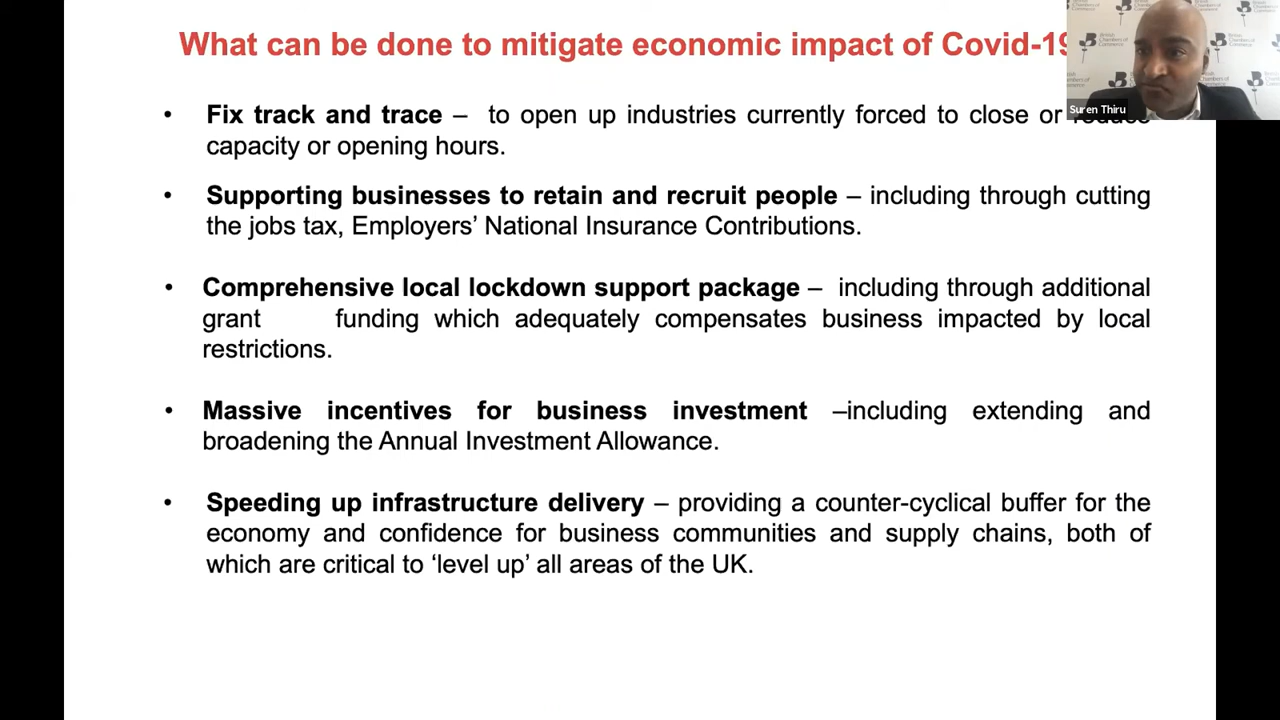 What can be done to mitigate economic impact of Covid-19
• Fix track and trace – to open up industries currently forced to close or reduce
capacity or opening hours.
• Supporting businesses to retain and recruit people – including through cutting
the jobs tax, Employers’ National Insurance Contributions.
• Comprehensive local lockdown support package – including through additional
grant funding which adequately compensates business impacted by local
restrictions.
• Massive incentives for business investment –including extending and
broadening the Annual Investment Allowance.
• Speeding up infrastructure delivery – providing a counter-cyclical buffer for the
economy and confidence for business communities and supply chains, both of
which are critical to ‘level up’ all areas of the UK.
British
Chambers of
Commerce
Suren Thiru